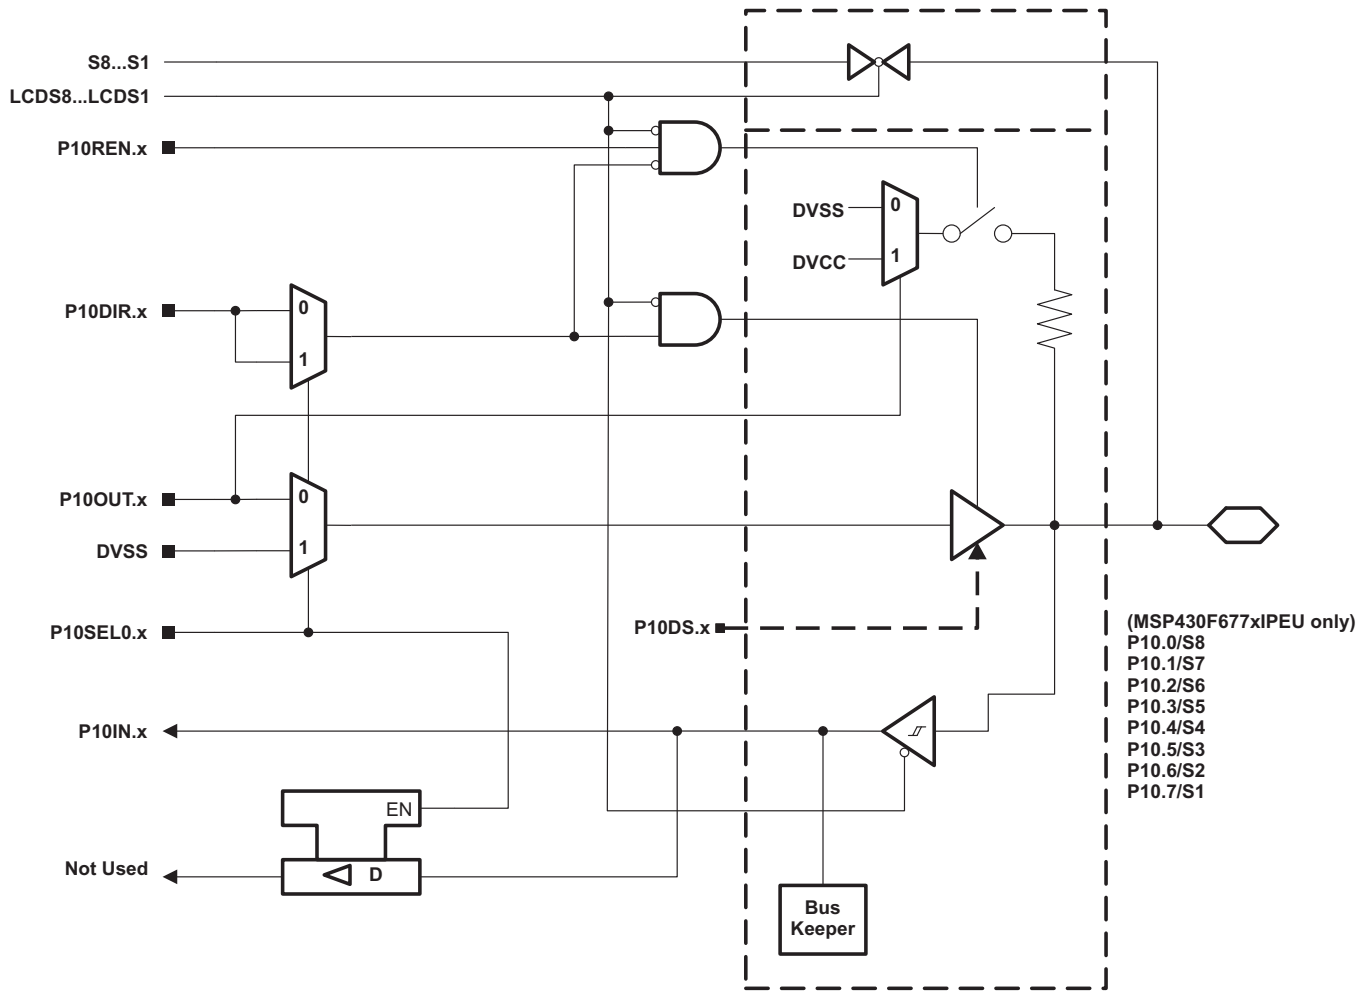 S8...S1
LCDS8...LCDS1
P10REN.x
DVSS
0
DVCC
1
P10DIR.x
0
1
P10OUT.x
0
DVSS
1
P10SEL0.x
P10DS.x
(MSP430F677xIPEU only)
P10.0/S8
P10.1/S7
P10.2/S6
P10.3/S5
P10.4/S4
P10.5/S3
P10.6/S2
P10.7/S1
P10IN.x
EN
Not Used
D
Bus
Keeper